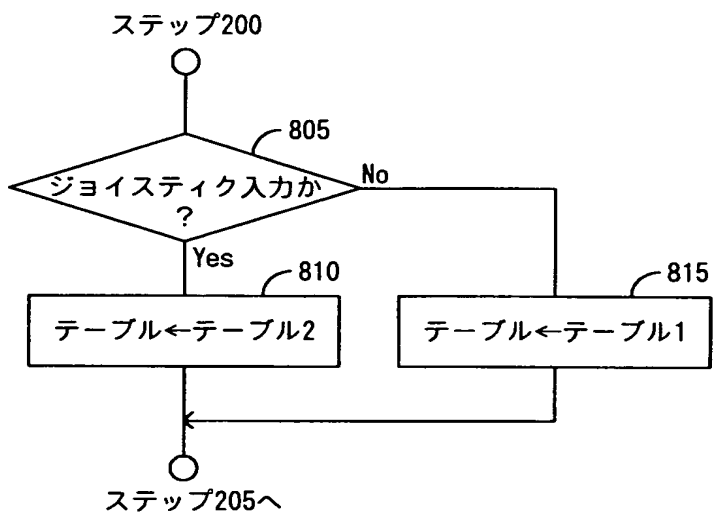 ステップ200
805
ジョイスティク入力か
?
No
Yes
810
テーブル←テーブル2
815
テーブル←テーブル1
ステップ205へ